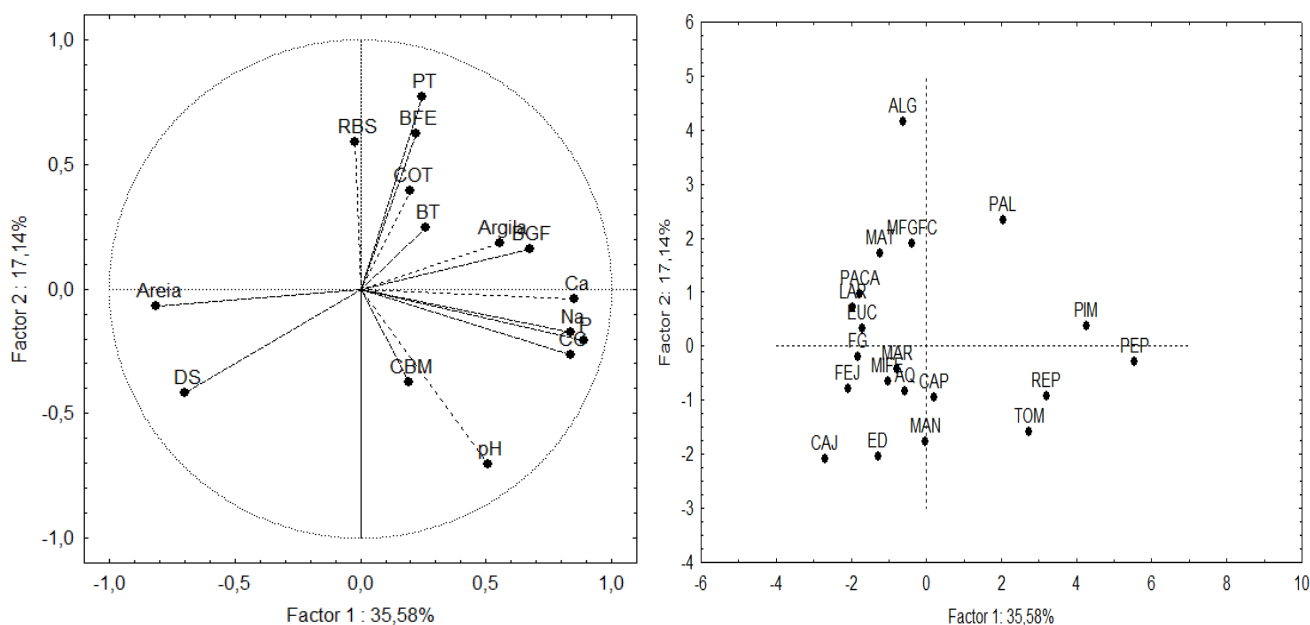 1,0
PT
BFE
RBS
0,5
COT
BT
Argila
BGF
Ca
0,0
Areia
Na
P
CC
CBM
DS
-0,5
pH
-1,0
-1,0 -0,5 0,0 0,5 1,0
Factor 1 : 35,58%
Factor 2 : 17,14%
6
5
ALG
4
3
PAL
2
MFGFC
MAT
PACA
1
LAR
EUC
PIM
FG
0
PEP
MAR
FEJ
MIFF
AQ
CAP
REP
-1
TOM
MAN
CAJ
ED
-2
-3
-4
-6 -4 -2 0 2 4 6 8 10
Factor 1: 35,58%
Factor 2: 17,14%